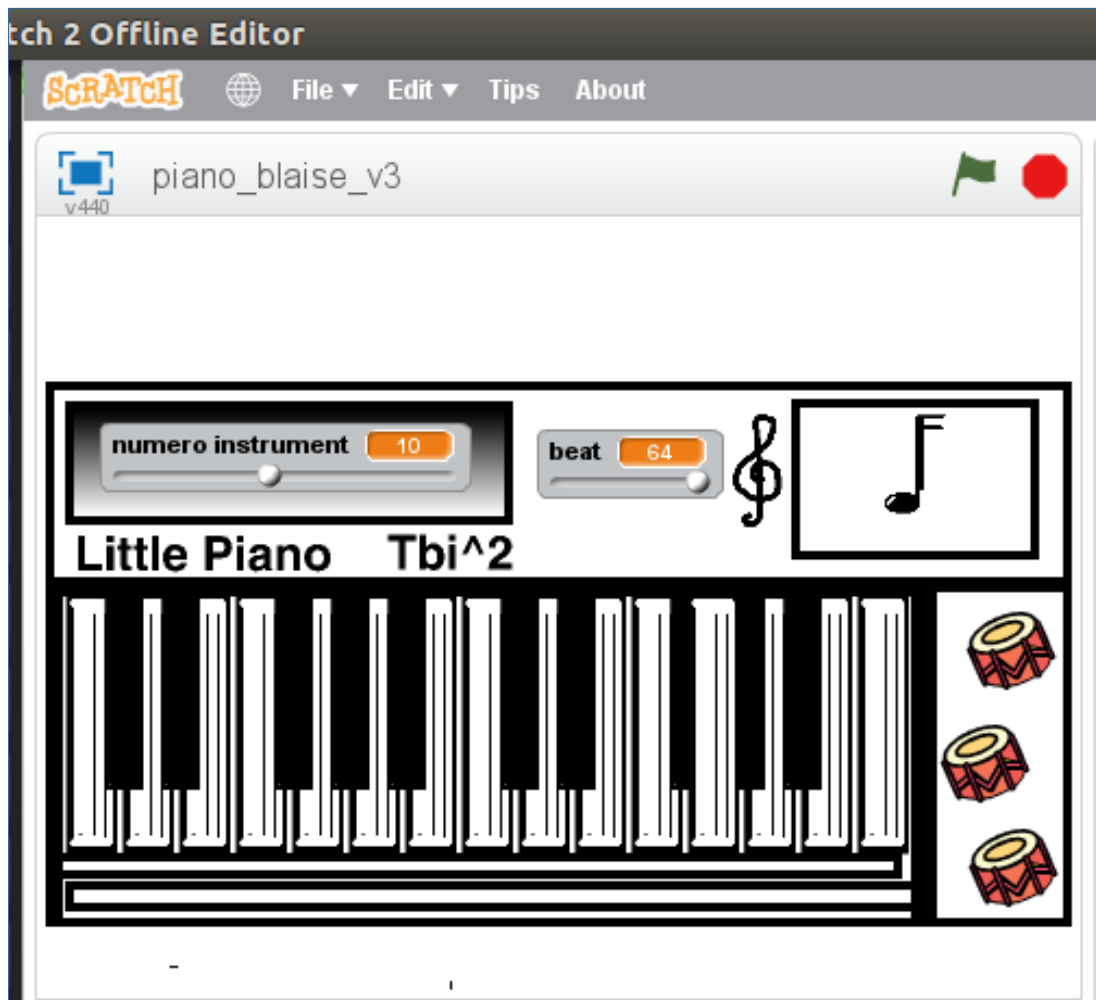 tch 2 Offline Editor
SCRATCH File Edit Tips About
piano_blaise_v3
v440
numero instrument 10
beat 64
Little Piano Tbi^2